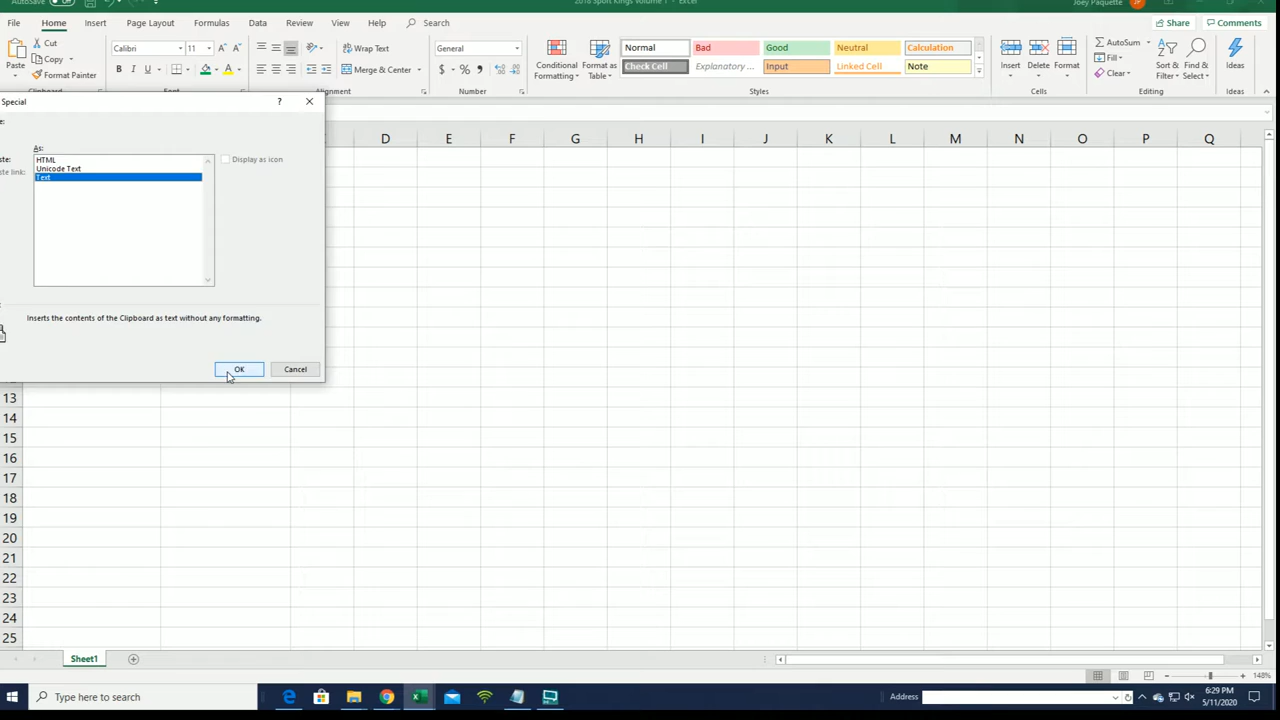 AutoSave
2018 Sport Kings Volume 1 - Excel
Joey Paquette
JP
File Home Insert Page Layout Formulas Data Review View Help Search
Share Comments
Paste
Cut
Copy
Format Painter
Calibri 11
B I U
Wrap Text
Merge & Center
General
$ % ,
Conditional Formatting
Format as Table
Normal Bad Good Neutral Calculation
Check Cell Explanatory ... Input Linked Cell Note
Insert Delete Format
AutoSum
Fill
Clear
Sort & Filter
Find & Select
Ideas
Clipboard Font Alignment Number Styles Cells Editing Ideas
Special ?
As:
HTML
Unicode Text
Text
Display as icon
Inserts the contents of the Clipboard as text without any formatting.
OK Cancel
D E F G H I J K L M N O P Q
13
14
15
16
17
18
19
20
21
22
23
24
25
Sheet1
148%
Type here to search
Address
6:29 PM
5/11/2020